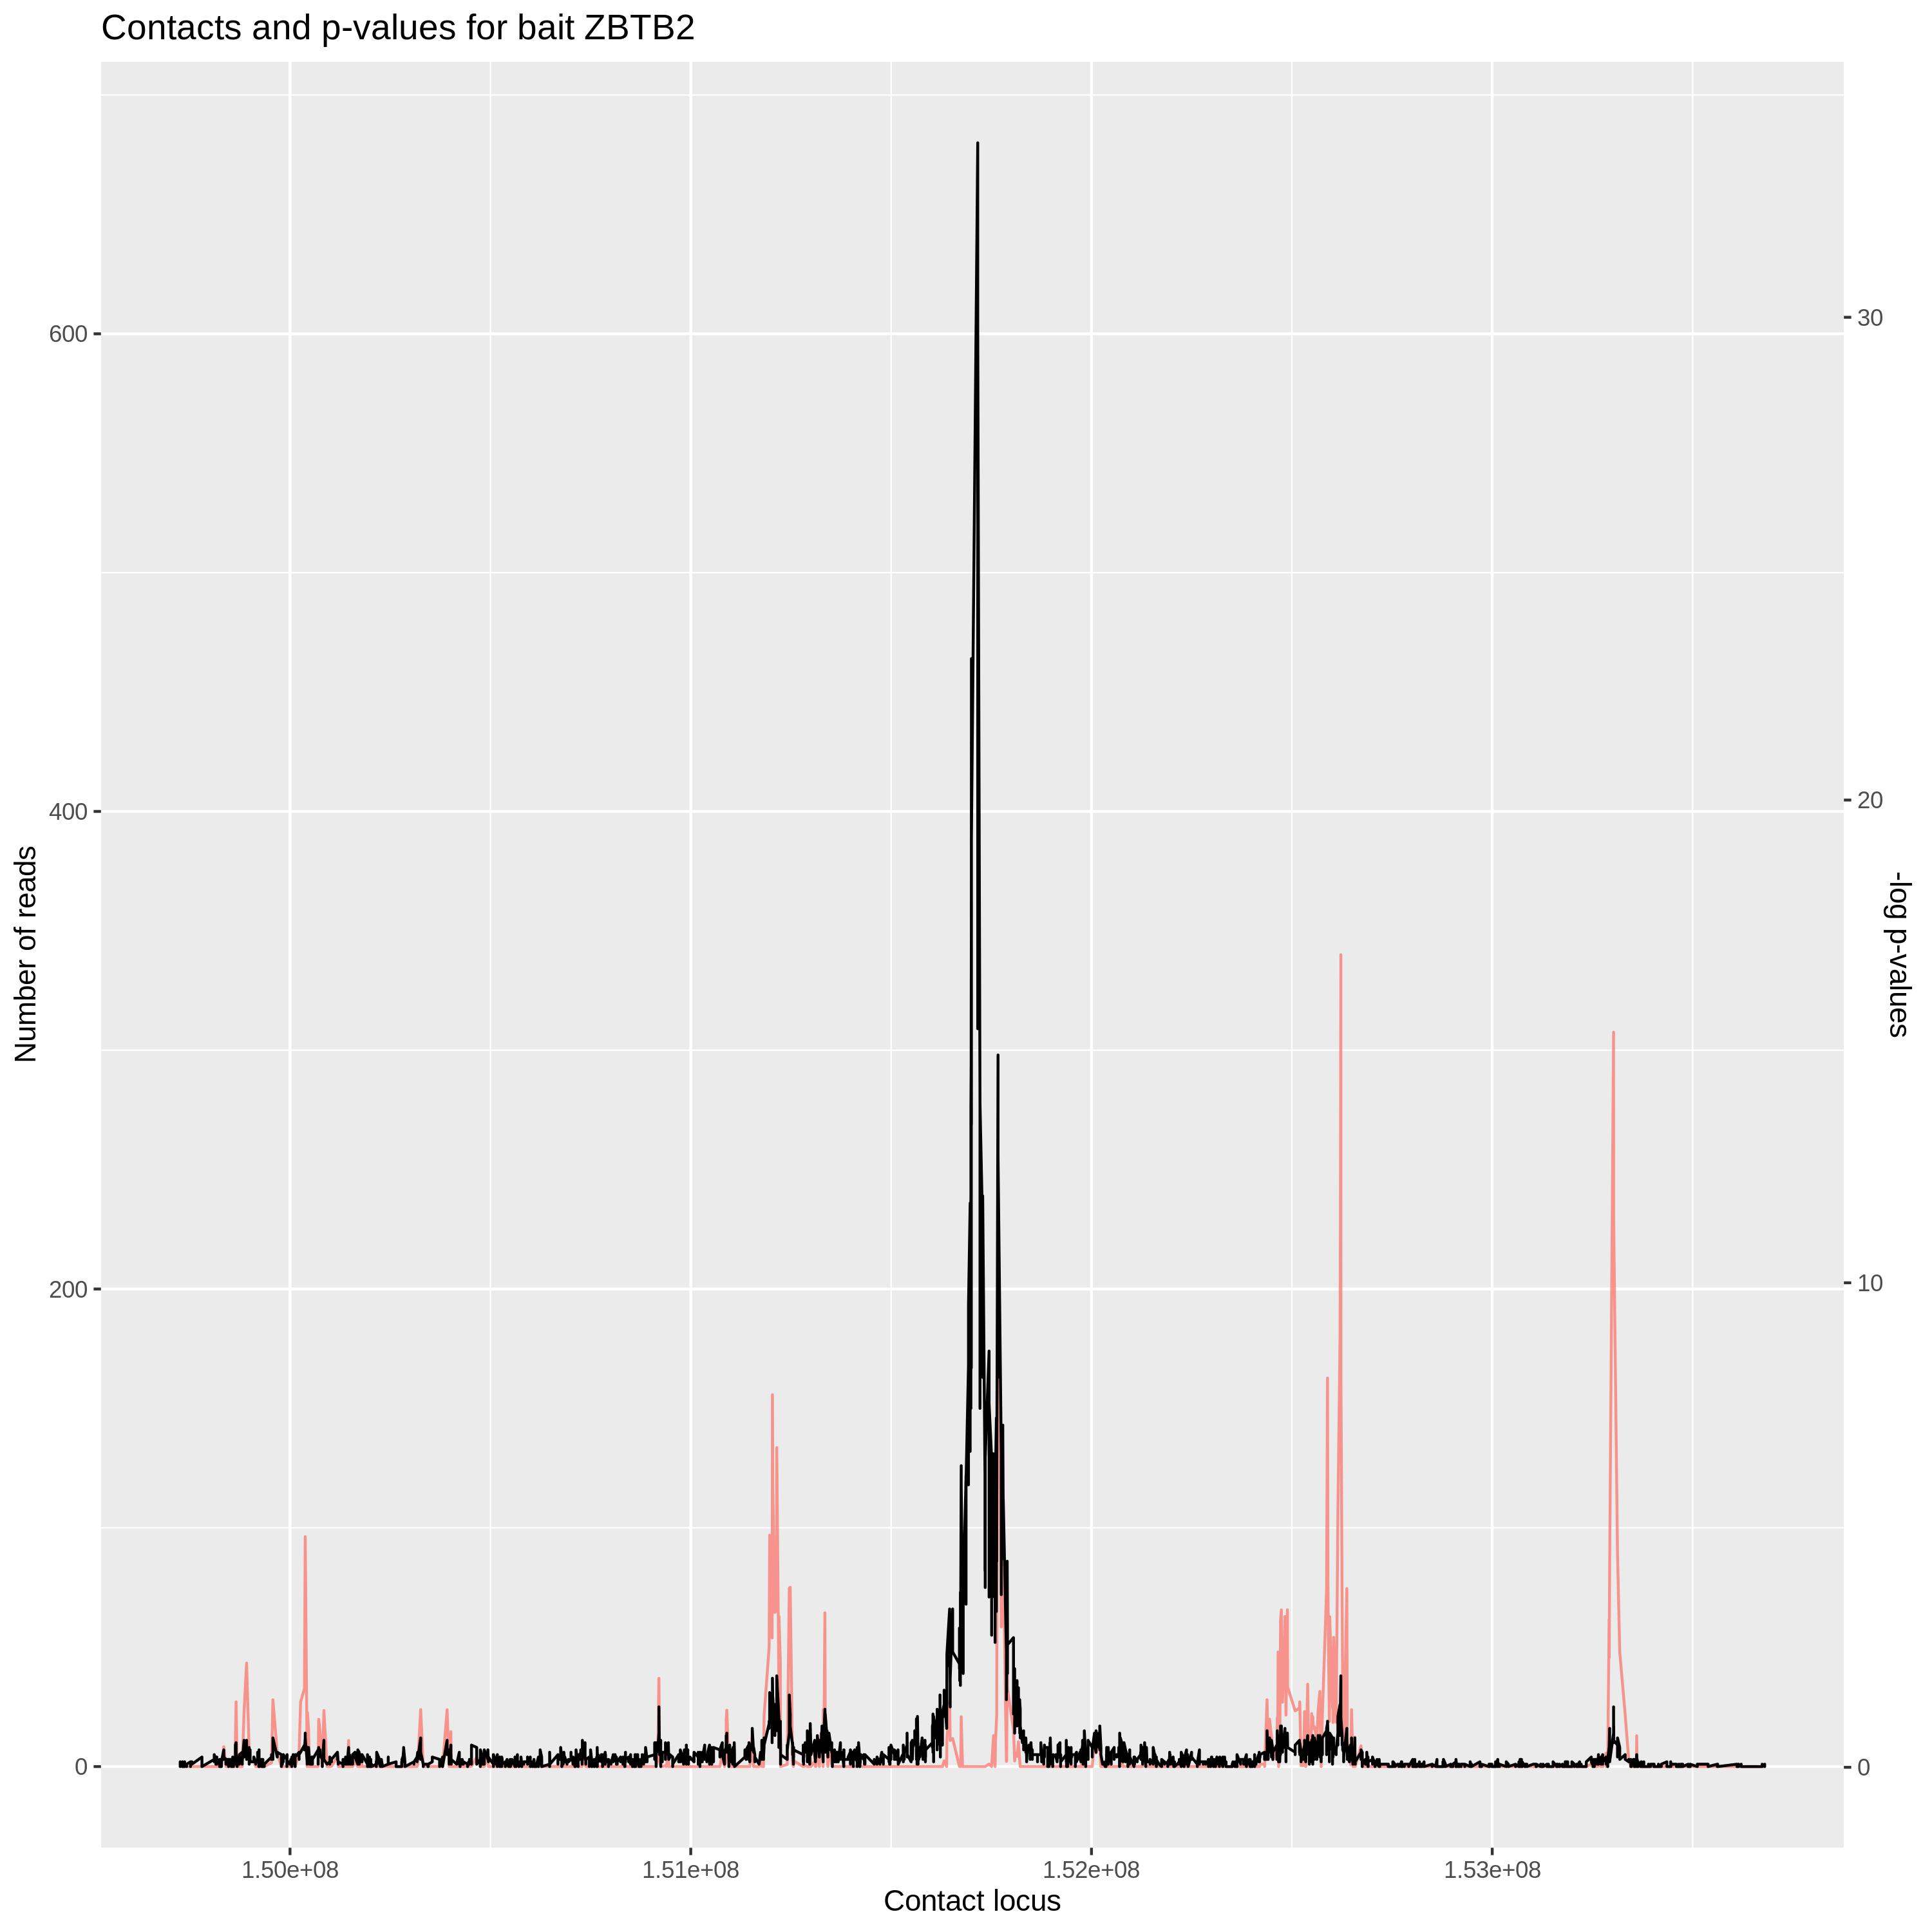 Contacts and p-values for bait ZBTB2
Number of reads
600
400
200
0
30
20
10
0
-log p-values
1.50e+08 1.51e+08 1.52e+08 1.53e+08
Contact locus